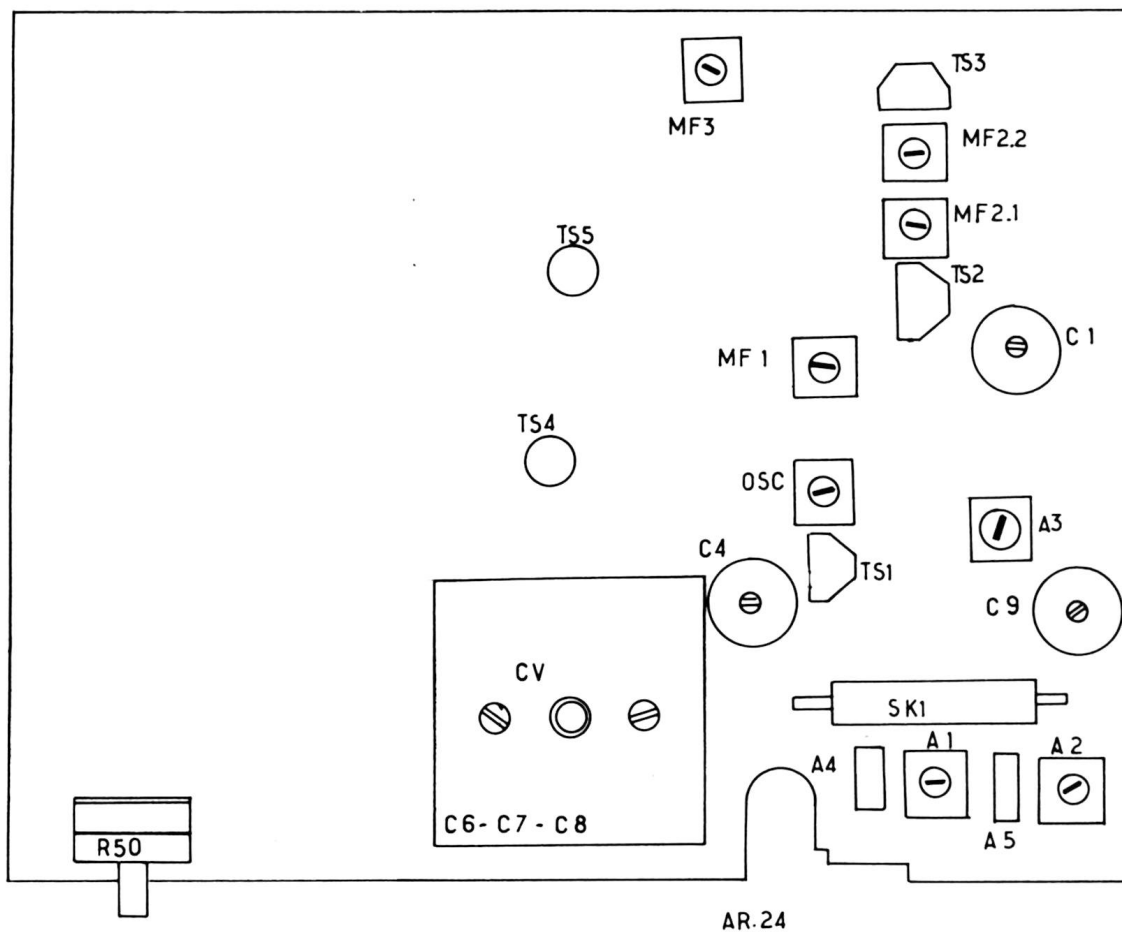 TS3
MF3
MF2.2
MF2.1
TS5
TS2
C1
MF 1
TS4
OSC
A3
C4
TS1
C 9
CV
SK1
A 1
A 2
A4
C6- C7 - C8
A 5
R50
AR.24